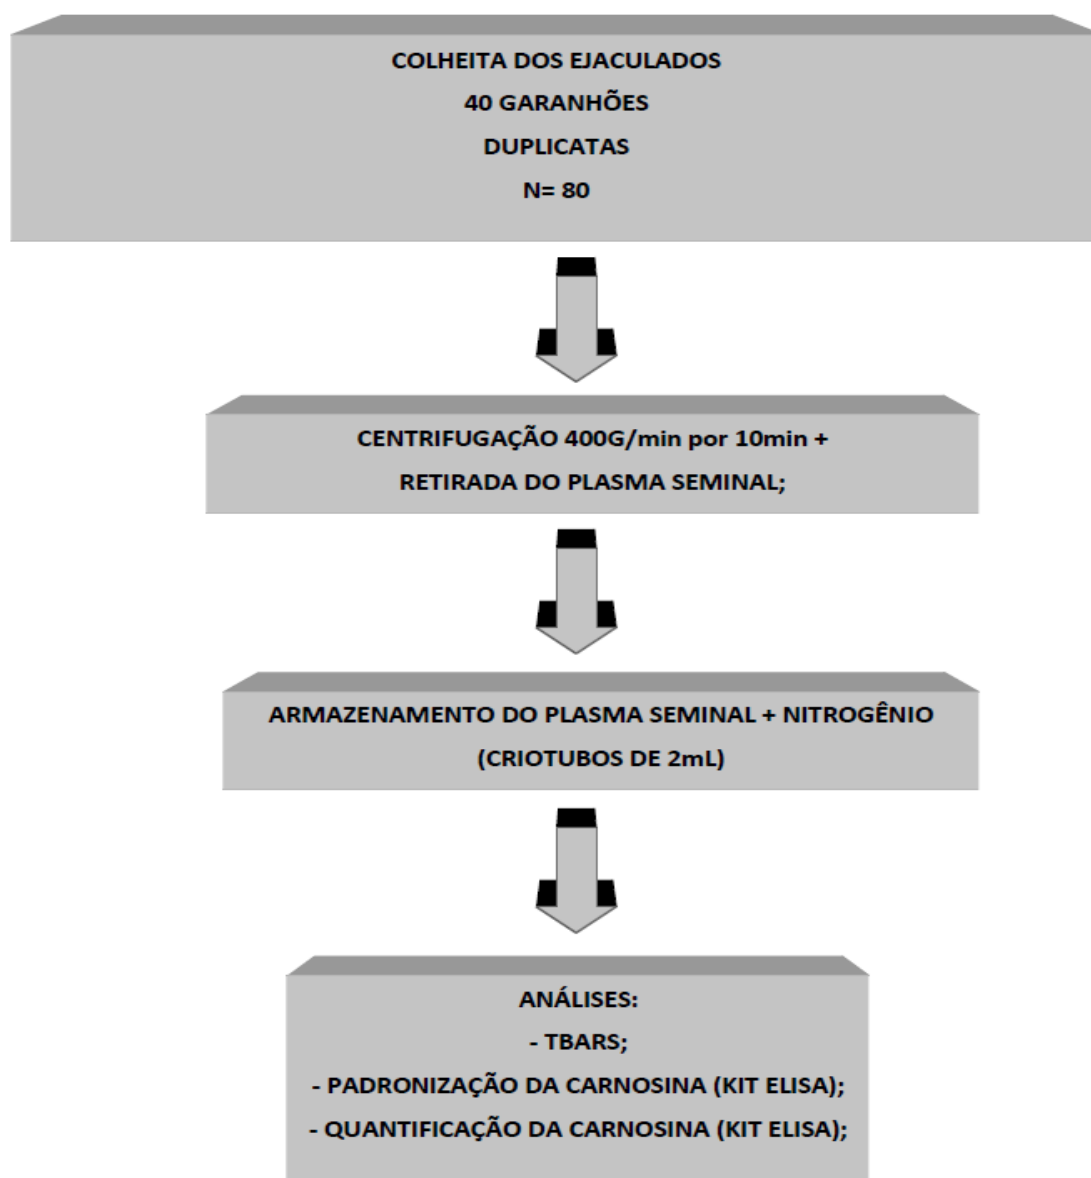 COLHEITA DOS EJACULADOS
40 GARANHÕES
DUPLICATAS
N= 80
CENTRIFUGAÇÃO 400G/min por 10min +
RETIRADA DO PLASMA SEMINAL;
ARMAZENAMENTO DO PLASMA SEMINAL + NITROGÊNIO
(CRIOTUBOS DE 2mL)
ANÁLISES:
- TBARS;
- PADRONIZAÇÃO DA CARNOSINA (KIT ELISA);
- QUANTIFICAÇÃO DA CARNOSINA (KIT ELISA);